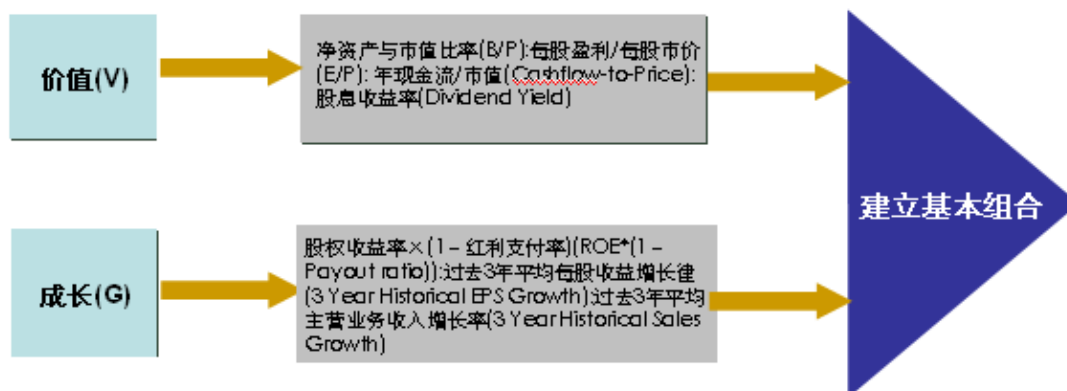 价值(V)
净资产与市值比率(B/P):每股盈利/每股市价
(E/P): 年现金流/市值(Cashflow-to-Price):
股息收益率(Dividend Yield)
建立基本组合
成长(G)
股权收益率×(1 – 红利支付率)(ROE*(1 –
Payout ratio)):过去3年平均每股收益增长律
(3 Year Historical EPS Growth):过去3年平均
主营业务收入增长率(3 Year Historical Sales
Growth)